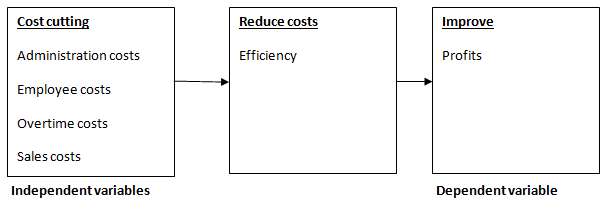 Cost cutting
Administration costs
Employee costs
Overtime costs
Sales costs
Independent variables
Reduce costs
Efficiency
Improve
Profits
Dependent variable